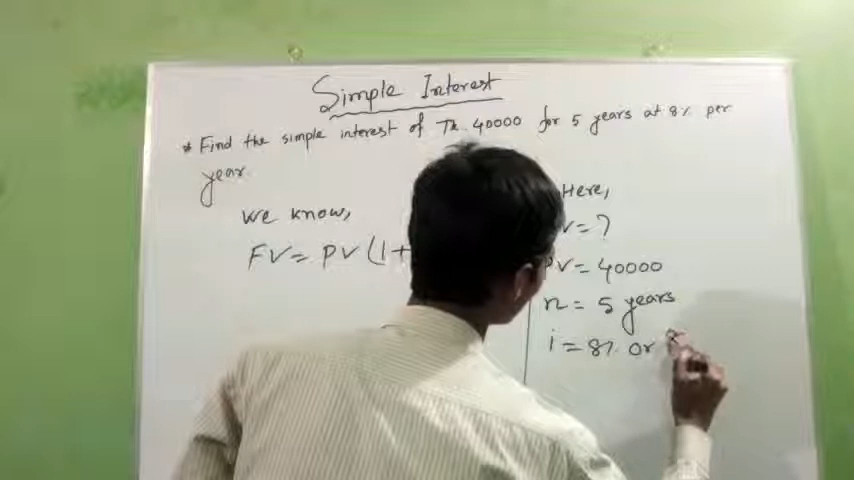 Simple Interest
* Find the simple interest of Tk. 40000 for 5 years at 8% per
year.
We know,
FV = PV (1+
Here,
V = ?
PV = 40000
n = 5 years
i = 8% Or 8